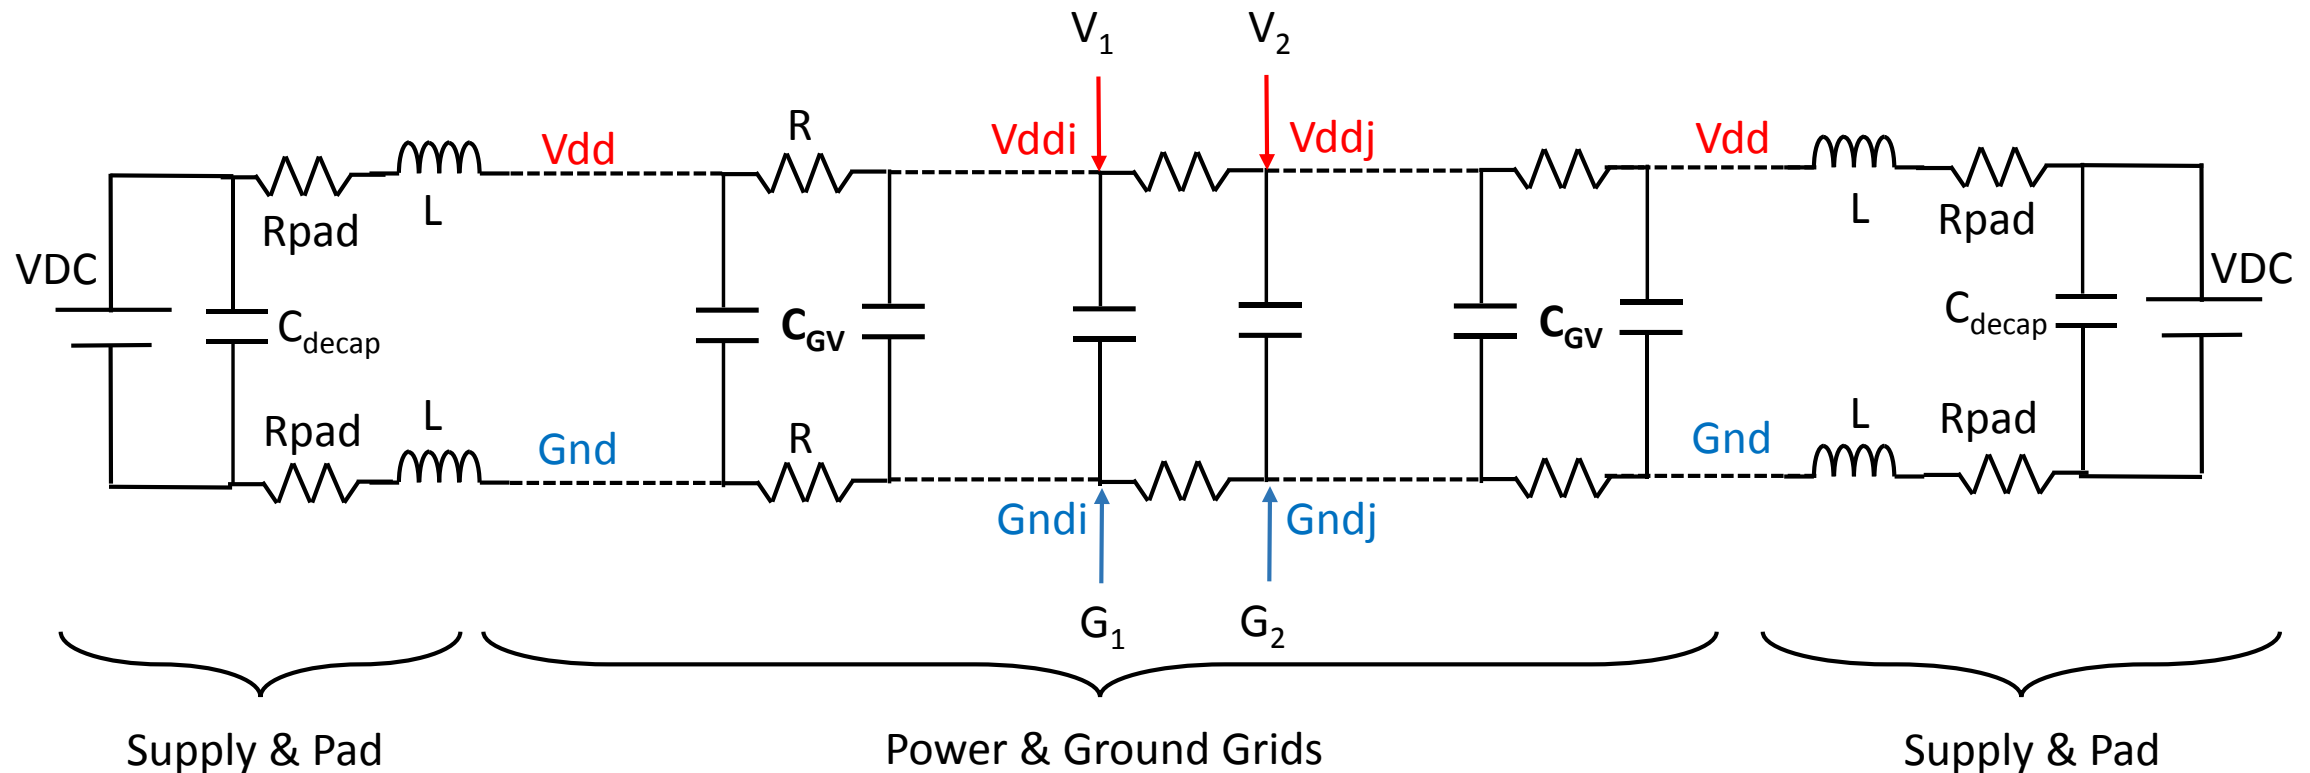 V1 V2
R
Vdd Vddi Vddj Vdd
Rpad L L Rpad
VDC VDC
Cdecap CGV CGV Cdecap
Rpad L R L Rpad
Gnd Gnd
Gndi Gndj
G1 G2
Supply & Pad Power & Ground Grids Supply & Pad